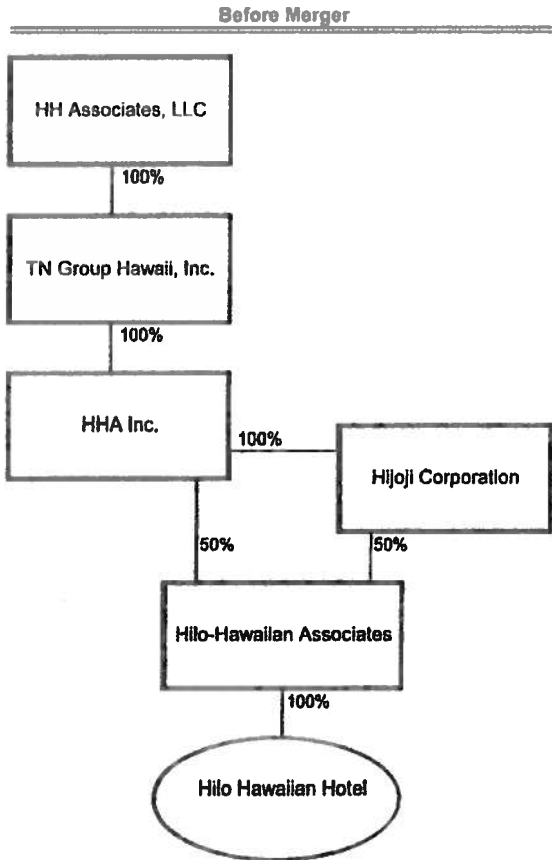 Before Merger
HH Associates, LLC
100%
TN Group Hawaii, Inc.
100%
HHA Inc.
100%
Hijoji Corporation
50%
50%
Hilo-Hawaiian Associates
100%
Hilo Hawaiian Hotel